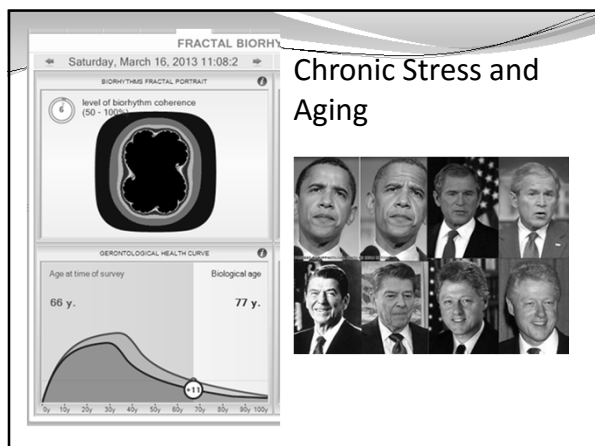 FRACTAL BIORHY
Saturday, March 16, 2013 11:08:2
BIORHYTHMS FRACTAL PORTRAIT
6
level of biorhythm coherence
(50 - 100%)
GERONTOLOGICAL HEALTH CURVE
Age at time of survey Biological age
66 y. 77 y.
+11
0y 10y 20y 30y 40y 50y 60y 70y 80y 90y 100y
Chronic Stress and
Aging